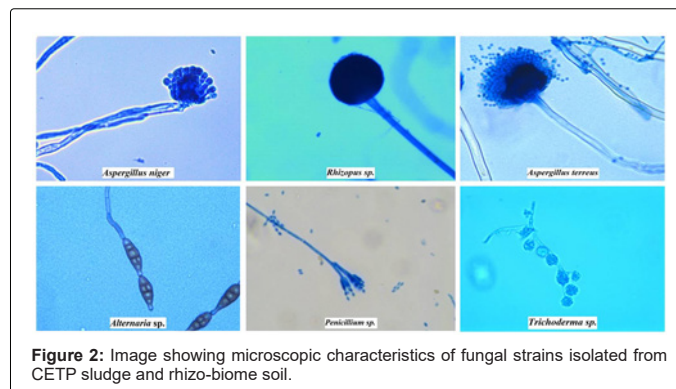 Aspergillus niger
Rhizopus sp.
Aspergillus terreus
Alternaria sp.
Penicillium sp.
Trichoderma sp.
Figure 2: Image showing microscopic characteristics of fungal strains isolated from
CETP sludge and rhizo-biome soil.